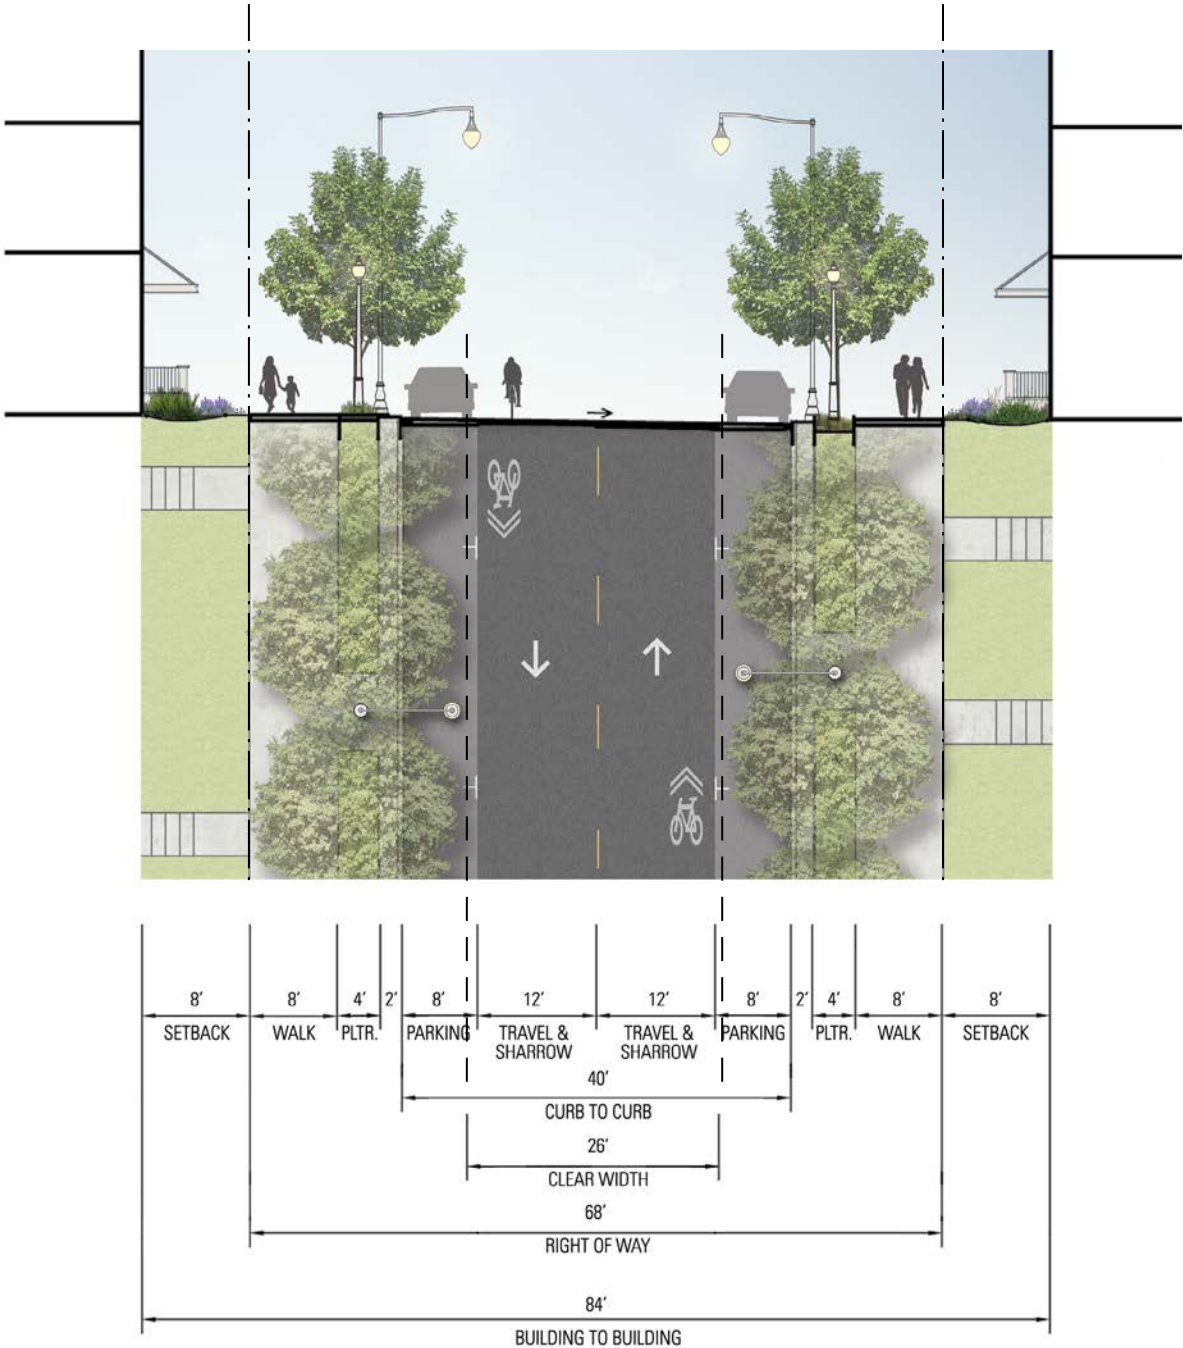 8' 8' 4' 2' 8' 12' 12' 8' 2' 4' 8' 8'
SETBACK WALK PLTR. PARKING TRAVEL & TRAVEL & PARKING PLTR. WALK SETBACK
SHARROW SHARROW
40'
CURB TO CURB
26'
CLEAR WIDTH
68'
RIGHT OF WAY
84'
BUILDING TO BUILDING